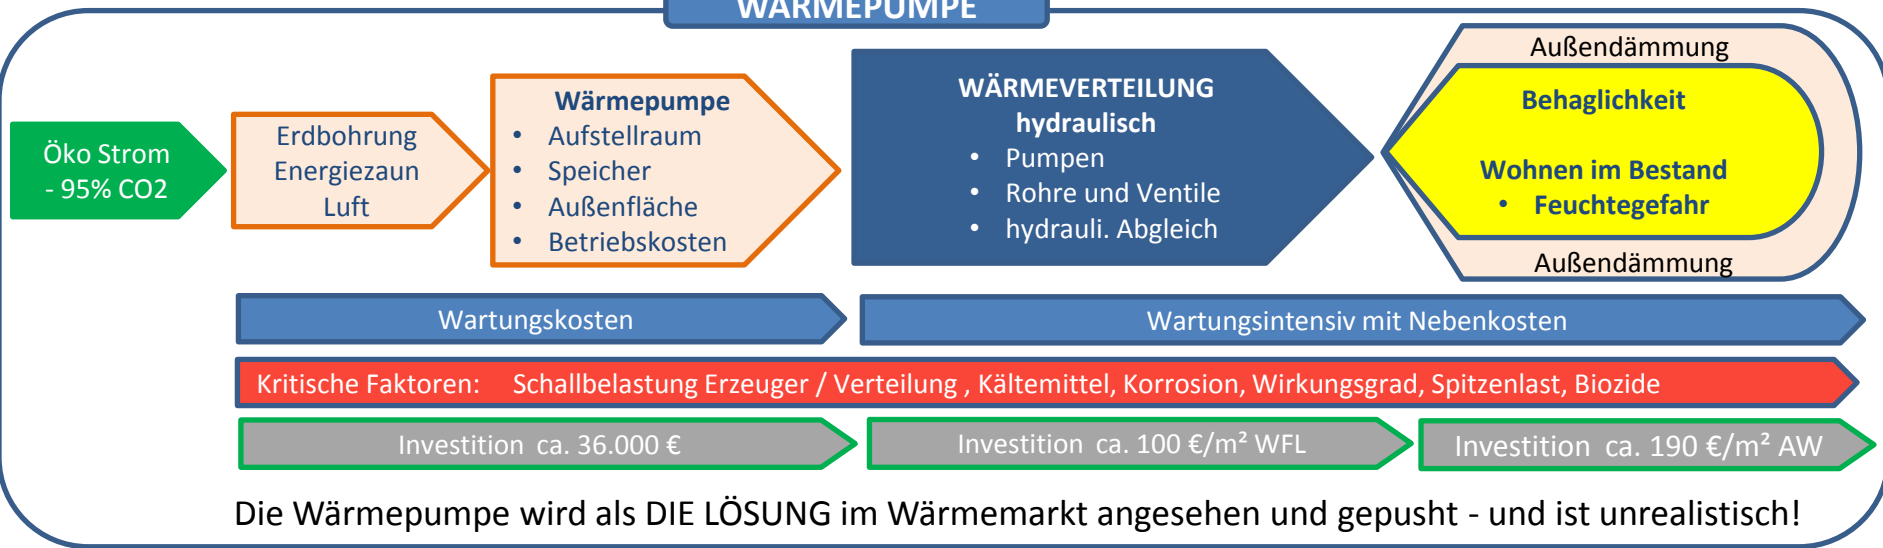 WÄRMEPUMPE
Öko Strom
- 95% CO2
Erdbohrung
Energiezaun
Luft
Wärmepumpe
• Aufstellraum
• Speicher
• Außenfläche
• Betriebskosten
WÄRMEVERTEILUNG
hydraulisch
• Pumpen
• Rohre und Ventile
• hydrauli. Abgleich
Außendämmung
Behaglichkeit
Wohnen im Bestand
• Feuchtegefahr
Außendämmung
Wartungskosten
Wartungsintensiv mit Nebenkosten
Kritische Faktoren: Schallbelastung Erzeuger / Verteilung , Kältemittel, Korrosion, Wirkungsgrad, Spitzenlast, Biozide
Investition ca. 36.000 €
Investition ca. 100 €/m² WFL
Investition ca. 190 €/m² AW
Die Wärmepumpe wird als DIE LÖSUNG im Wärmemarkt angesehen und gepusht - und ist unrealistisch!